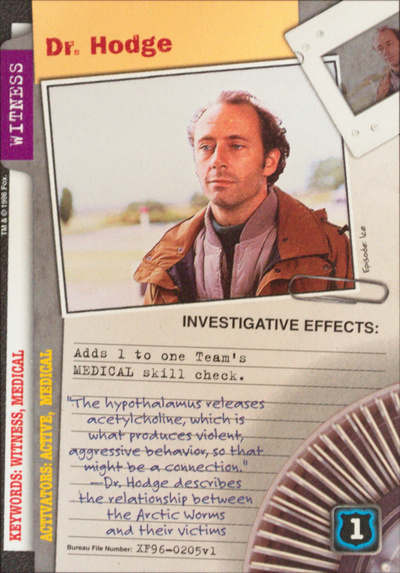 Dr. Hodge
WITNESS
TM & © 1996 Fox.
Episode: Ice
Episode: Ice
INVESTIGATIVE EFFECTS:
Adds 1 to one Team's
MEDICAL skill check.
"The hypothalamus releases
acetylcholine, which is
what produces violent,
aggressive behavior, so that
might be a connection."
—Dr. Hodge describes
the relationship between
the Arctic Worms
and their victims
KEYWORDS: WITNESS, MEDICAL
ACTIVATORS: ACTIVE, MEDICAL
1
Bureau File Number: XF96-0205v1